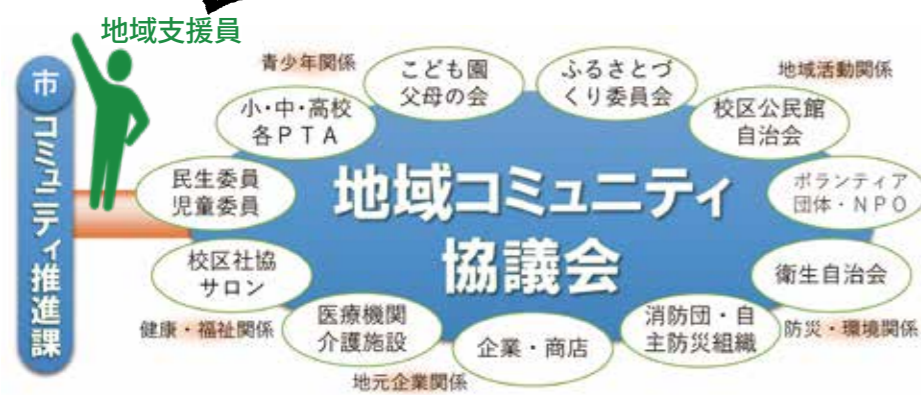 地域支援員
市
コミュニティ推進課
青少年関係
こども園
父母の会
ふるさとづ
くり委員会
地域活動関係
小・中・高校
各PTA
校区公民館
自治会
民生委員
児童委員
地域コミュニティ
協議会
ボランティア
団体・NPO
校区社協
サロン
衛生自治会
健康・福祉関係
医療機関
介護施設
企業・商店
消防団・自
主防災組織
防災・環境関係
地元企業関係